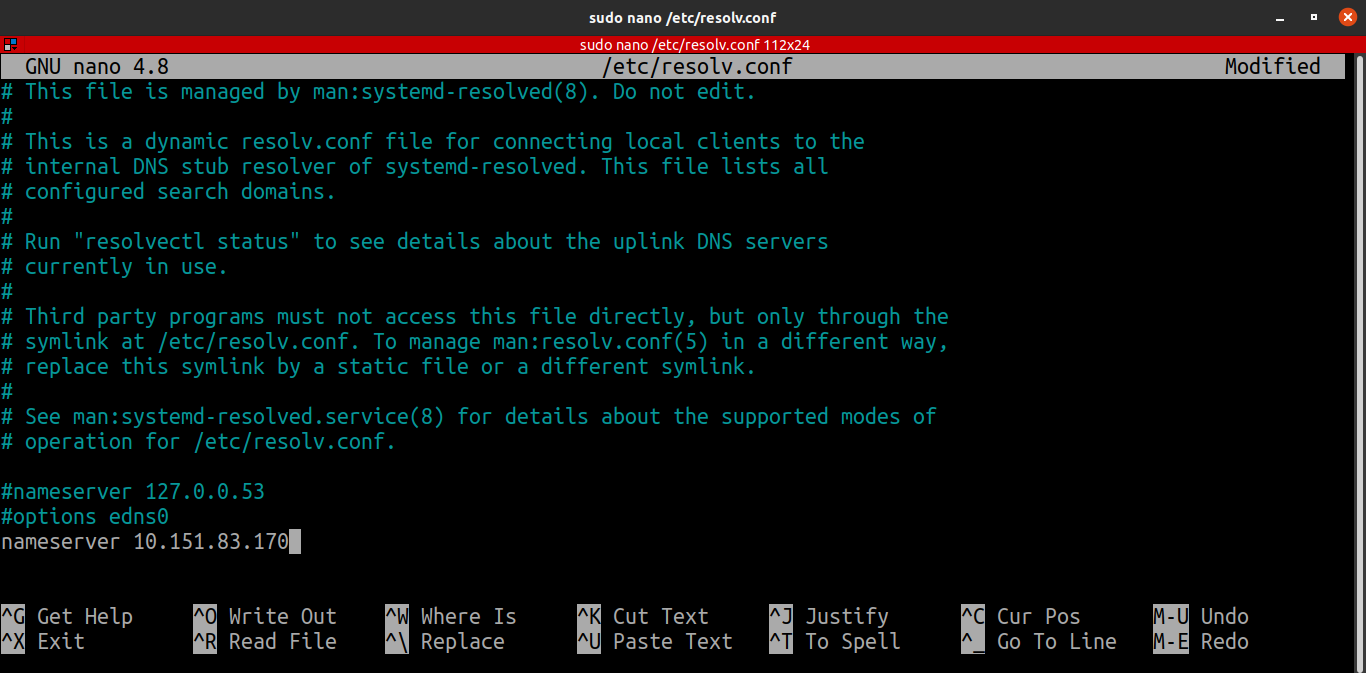 sudo nano /etc/resolv.conf
sudo nano /etc/resolv.conf 112x24
GNU nano 4.8 /etc/resolv.conf Modified
# This file is managed by man:systemd-resolved(8). Do not edit.
#
# This is a dynamic resolv.conf file for connecting local clients to the
# internal DNS stub resolver of systemd-resolved. This file lists all
# configured search domains.
#
# Run "resolvectl status" to see details about the uplink DNS servers
# currently in use.
#
# Third party programs must not access this file directly, but only through the
# symlink at /etc/resolv.conf. To manage man:resolv.conf(5) in a different way,
# replace this symlink by a static file or a different symlink.
#
# See man:systemd-resolved.service(8) for details about the supported modes of
# operation for /etc/resolv.conf.
#nameserver 127.0.0.53
#options edns0
nameserver 10.151.83.170
^G Get Help ^O Write Out ^W Where Is ^K Cut Text ^J Justify ^C Cur Pos M-U Undo
^X Exit ^R Read File ^\ Replace ^U Paste Text ^T To Spell ^_ Go To Line M-E Redo